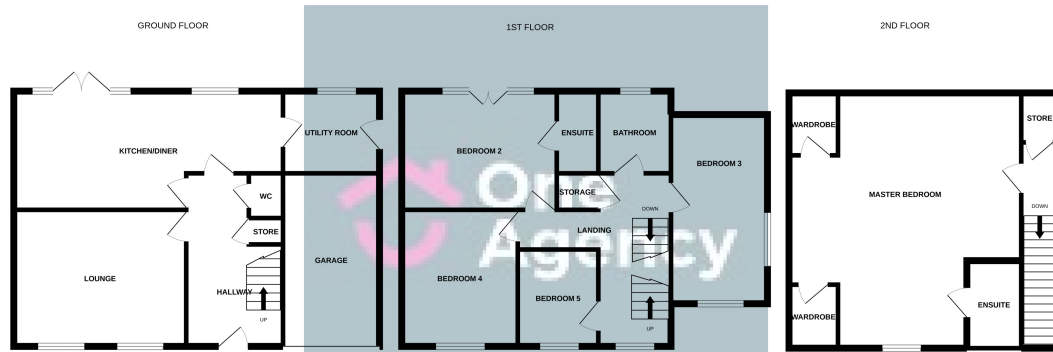 GROUND FLOOR
1ST FLOOR
2ND FLOOR
KITCHEN/DINER
UTILITY ROOM
WC
STORE
LOUNGE
HALLWAY
UP
GARAGE
BEDROOM 2
ENSUITE
BATHROOM
BEDROOM 3
STORAGE
DOWN
LANDING
BEDROOM 4
BEDROOM 5
UP
WARDROBE
STORE
MASTER BEDROOM
DOWN
ENSUITE
WARDROBE
One
Agency